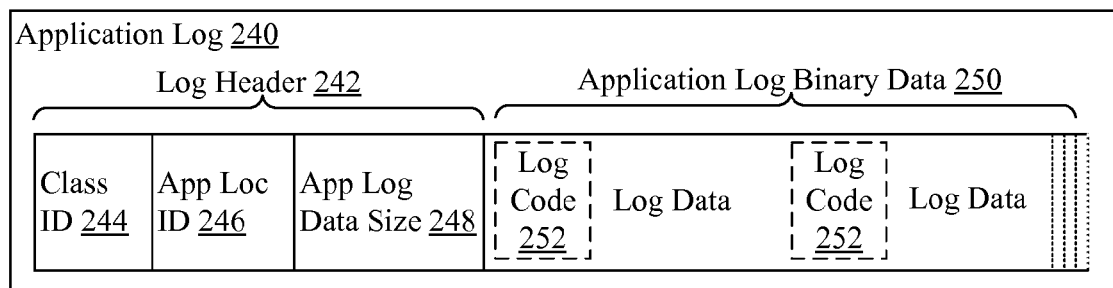 Application Log 240
Log Header 242
Application Log Binary Data 250
Class
ID 244
App Loc
ID 246
App Log
Data Size 248
Log
Code
252
Log Data
Log
Code
252
Log Data